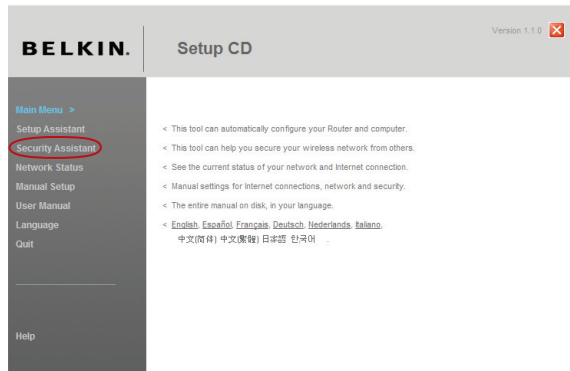 Version 1.1.0
BELKIN.
Setup CD
Main Menu >
Setup Assistant
< This tool can automatically configure your Router and computer.
Security Assistant
< This tool can help you secure your wireless network from others.
Network Status
< See the current status of your network and Internet connection.
Manual Setup
< Manual settings for Internet connections, network and security.
User Manual
< The entire manual on disk, in your language.
Language
< English, Español, Français, Deutsch, Nederlands, Italiano,
中文(简体) 中文(繁體) 日本語 한국어
Quit
Help